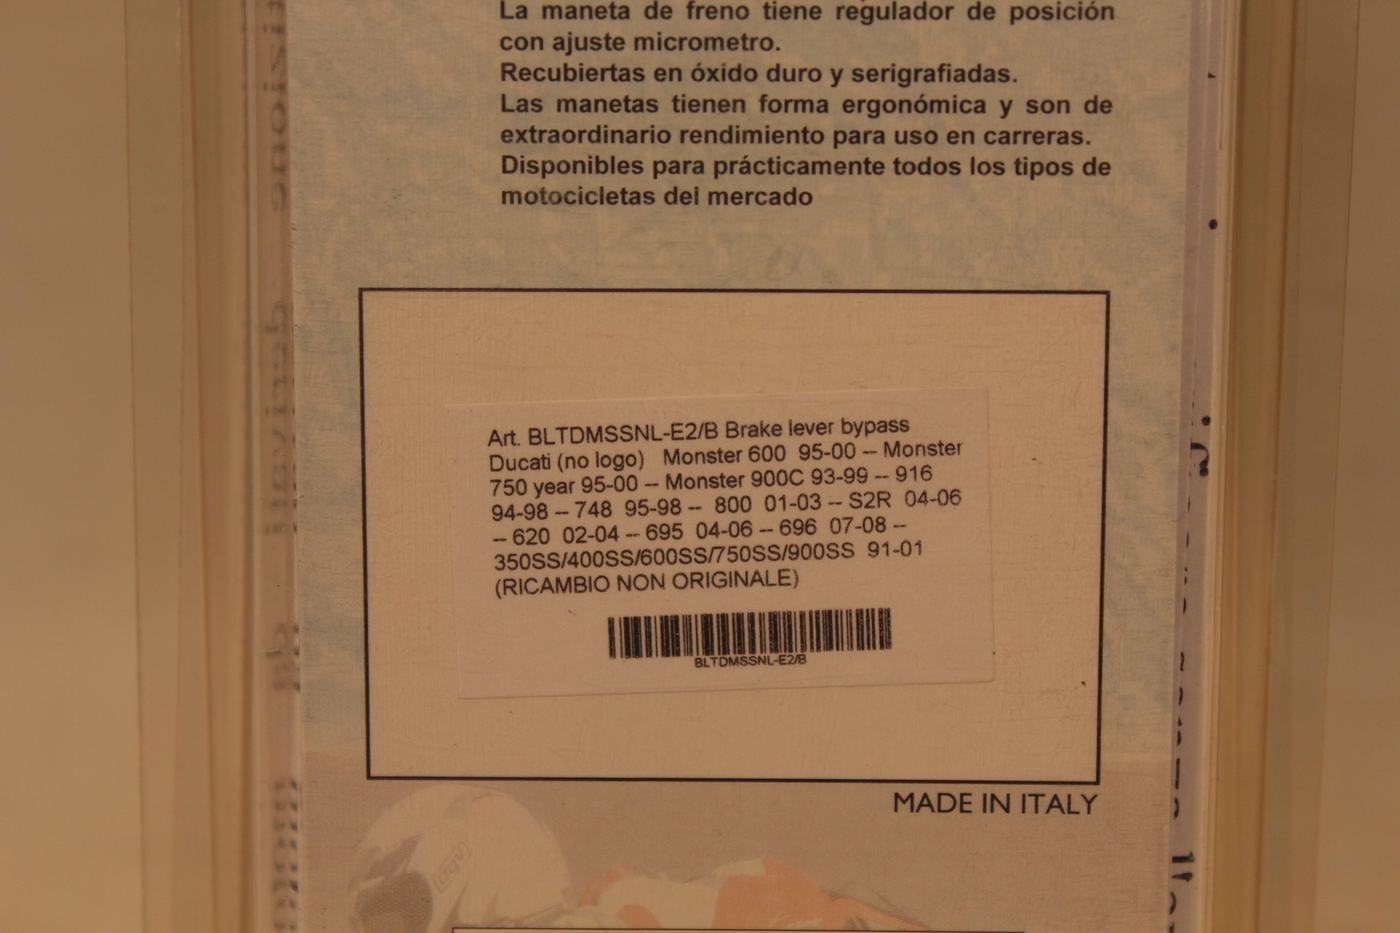 La maneta de freno tiene regulador de posición
con ajuste micrometro.
Recubiertas en óxido duro y serigrafiadas.
Las manetas tienen forma ergonómica y son de
extraordinario rendimiento para uso en carreras.
Disponibles para prácticamente todos los tipos de
motocicletas del mercado
Art. BLTDMSSNL-E2/B Brake lever bypass
Ducati (no logo) Monster 600 95-00 -- Monster
750 year 95-00 -- Monster 900C 93-99 -- 916
94-98 -- 748 95-98 -- 800 01-03 -- S2R 04-06
-- 620 02-04 -- 695 04-06 -- 696 07-08 --
350SS/400SS/600SS/750SS/900SS 91-01
(RICAMBIO NON ORIGINALE)
BLTDMSSNL-E2/B
MADE IN ITALY